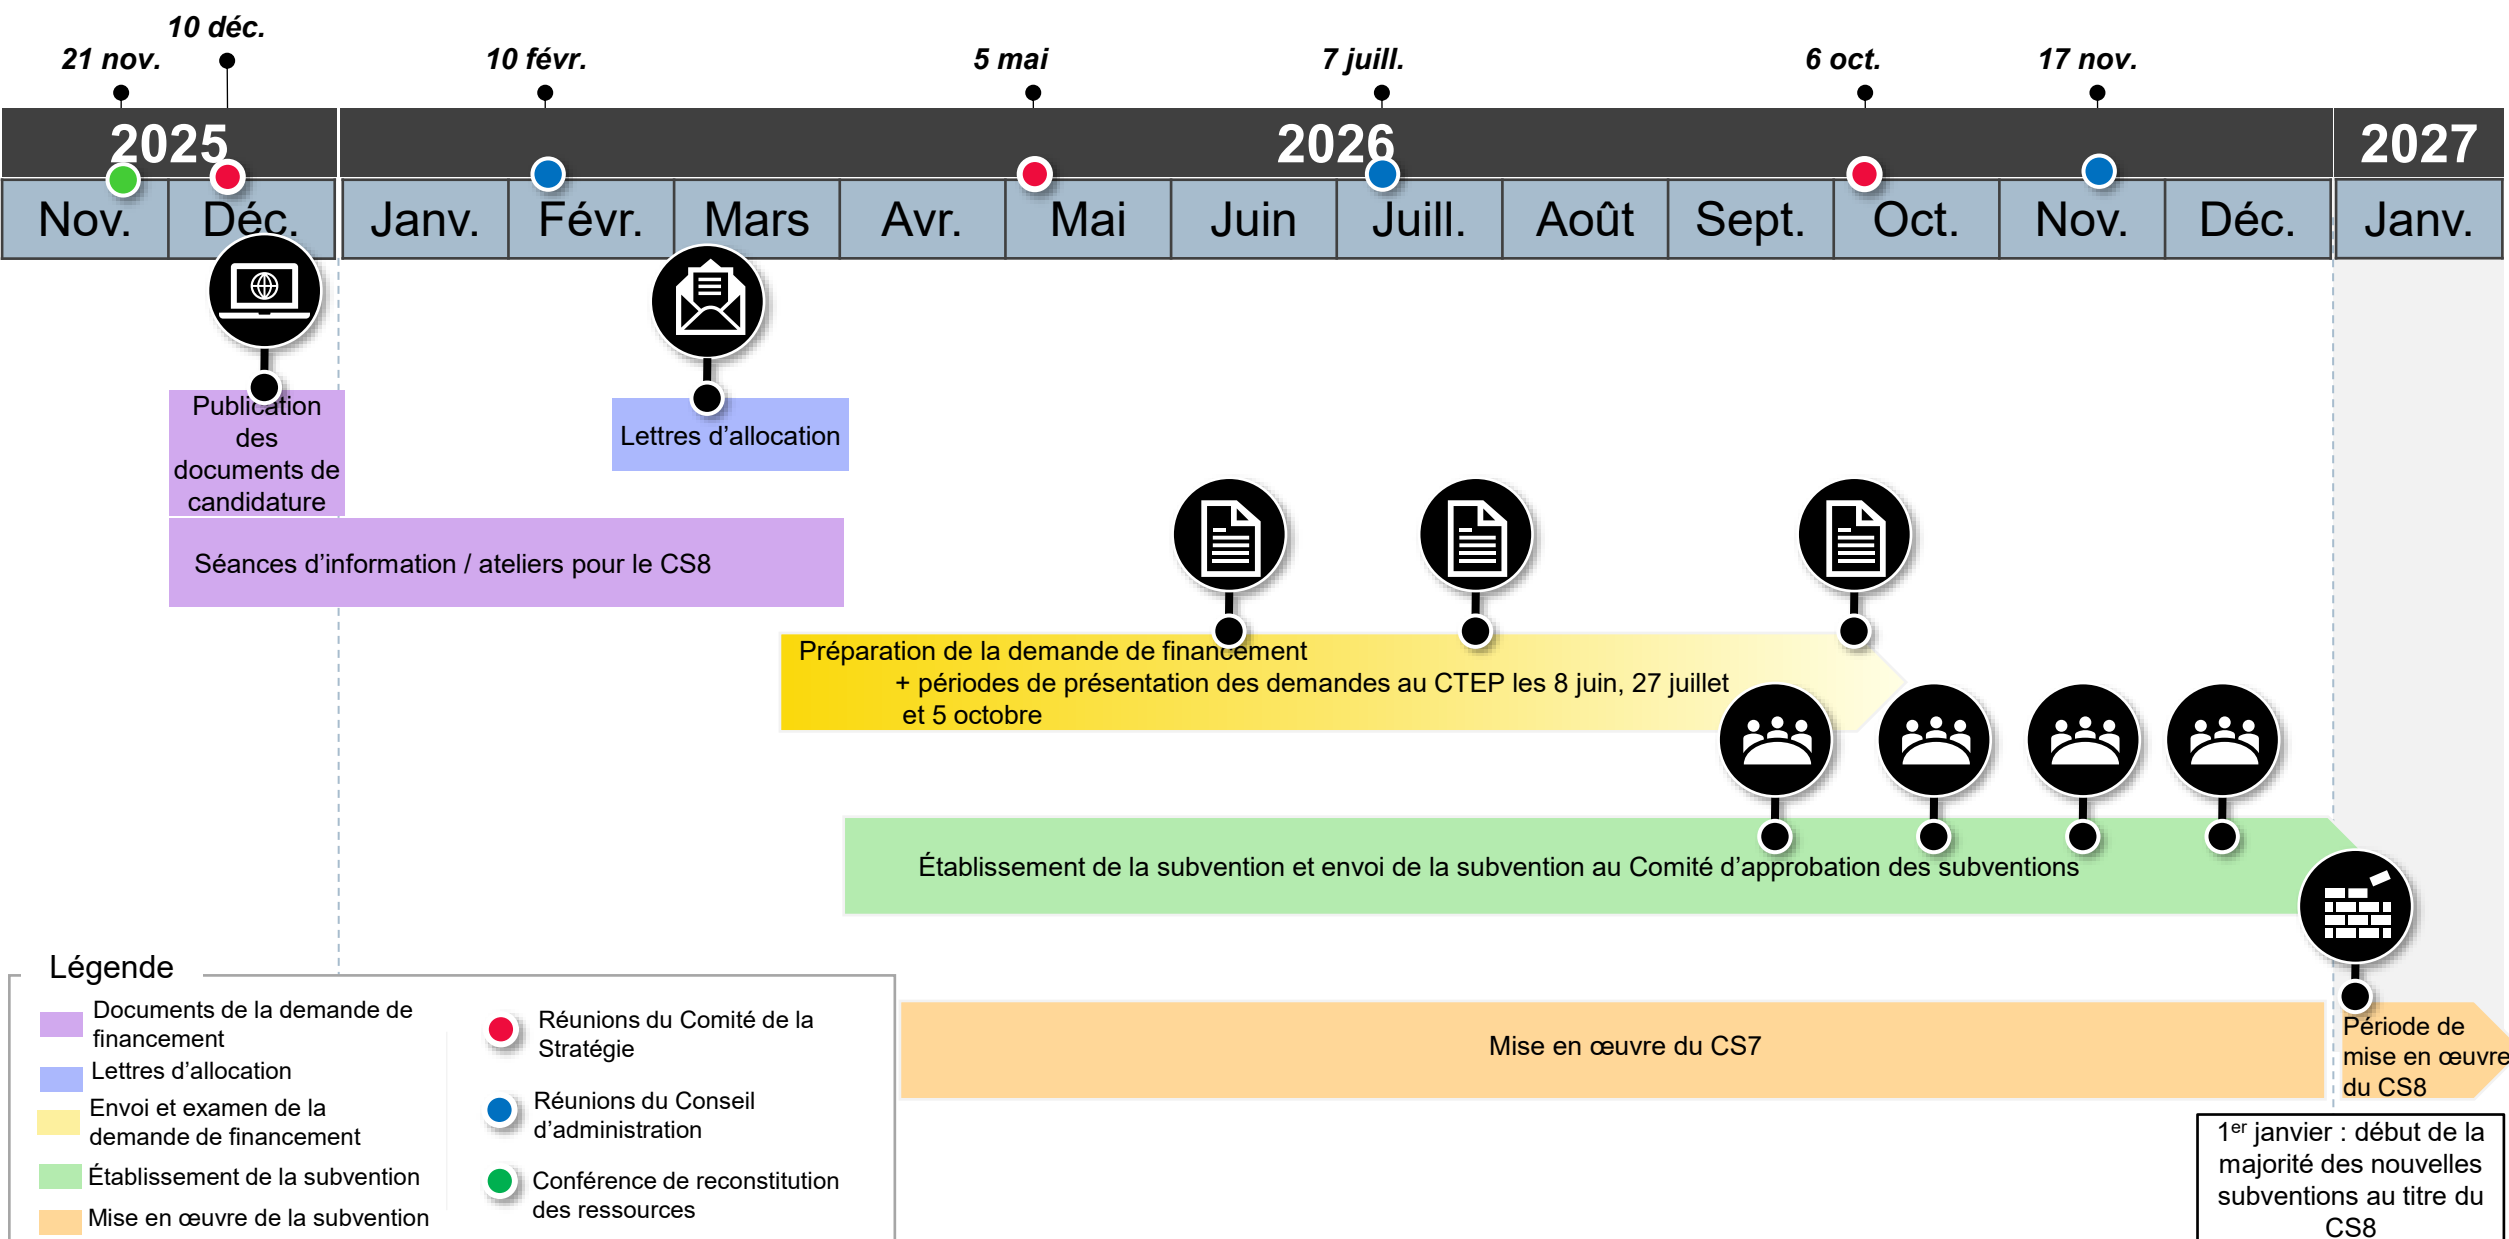 10 déc.
21 nov.
10 févr.
5 mai
7 juill.
6 oct.
17 nov.
2025
2026
2027
Nov.
Déc.
Janv.
Févr.
Mars
Avr.
Mai
Juin
Juill.
Août
Sept.
Oct.
Nov.
Déc.
Janv.
Publication
des
documents de
candidature
Lettres d’allocation
Séances d’information / ateliers pour le CS8
Préparation de la demande de financement
+ périodes de présentation des demandes au CTEP les 8 juin, 27 juillet
et 5 octobre
Établissement de la subvention et envoi de la subvention au Comité d’approbation des subventions
Mise en œuvre du CS7
Période de
mise en œuvre
du CS8
1er janvier : début de la
majorité des nouvelles
subventions au titre du
CS8
Légende
Documents de la demande de
financement
Lettres d’allocation
Envoi et examen de la
demande de financement
Établissement de la subvention
Mise en œuvre de la subvention
Réunions du Comité de la
Stratégie
Réunions du Conseil
d’administration
Conférence de reconstitution
des ressources